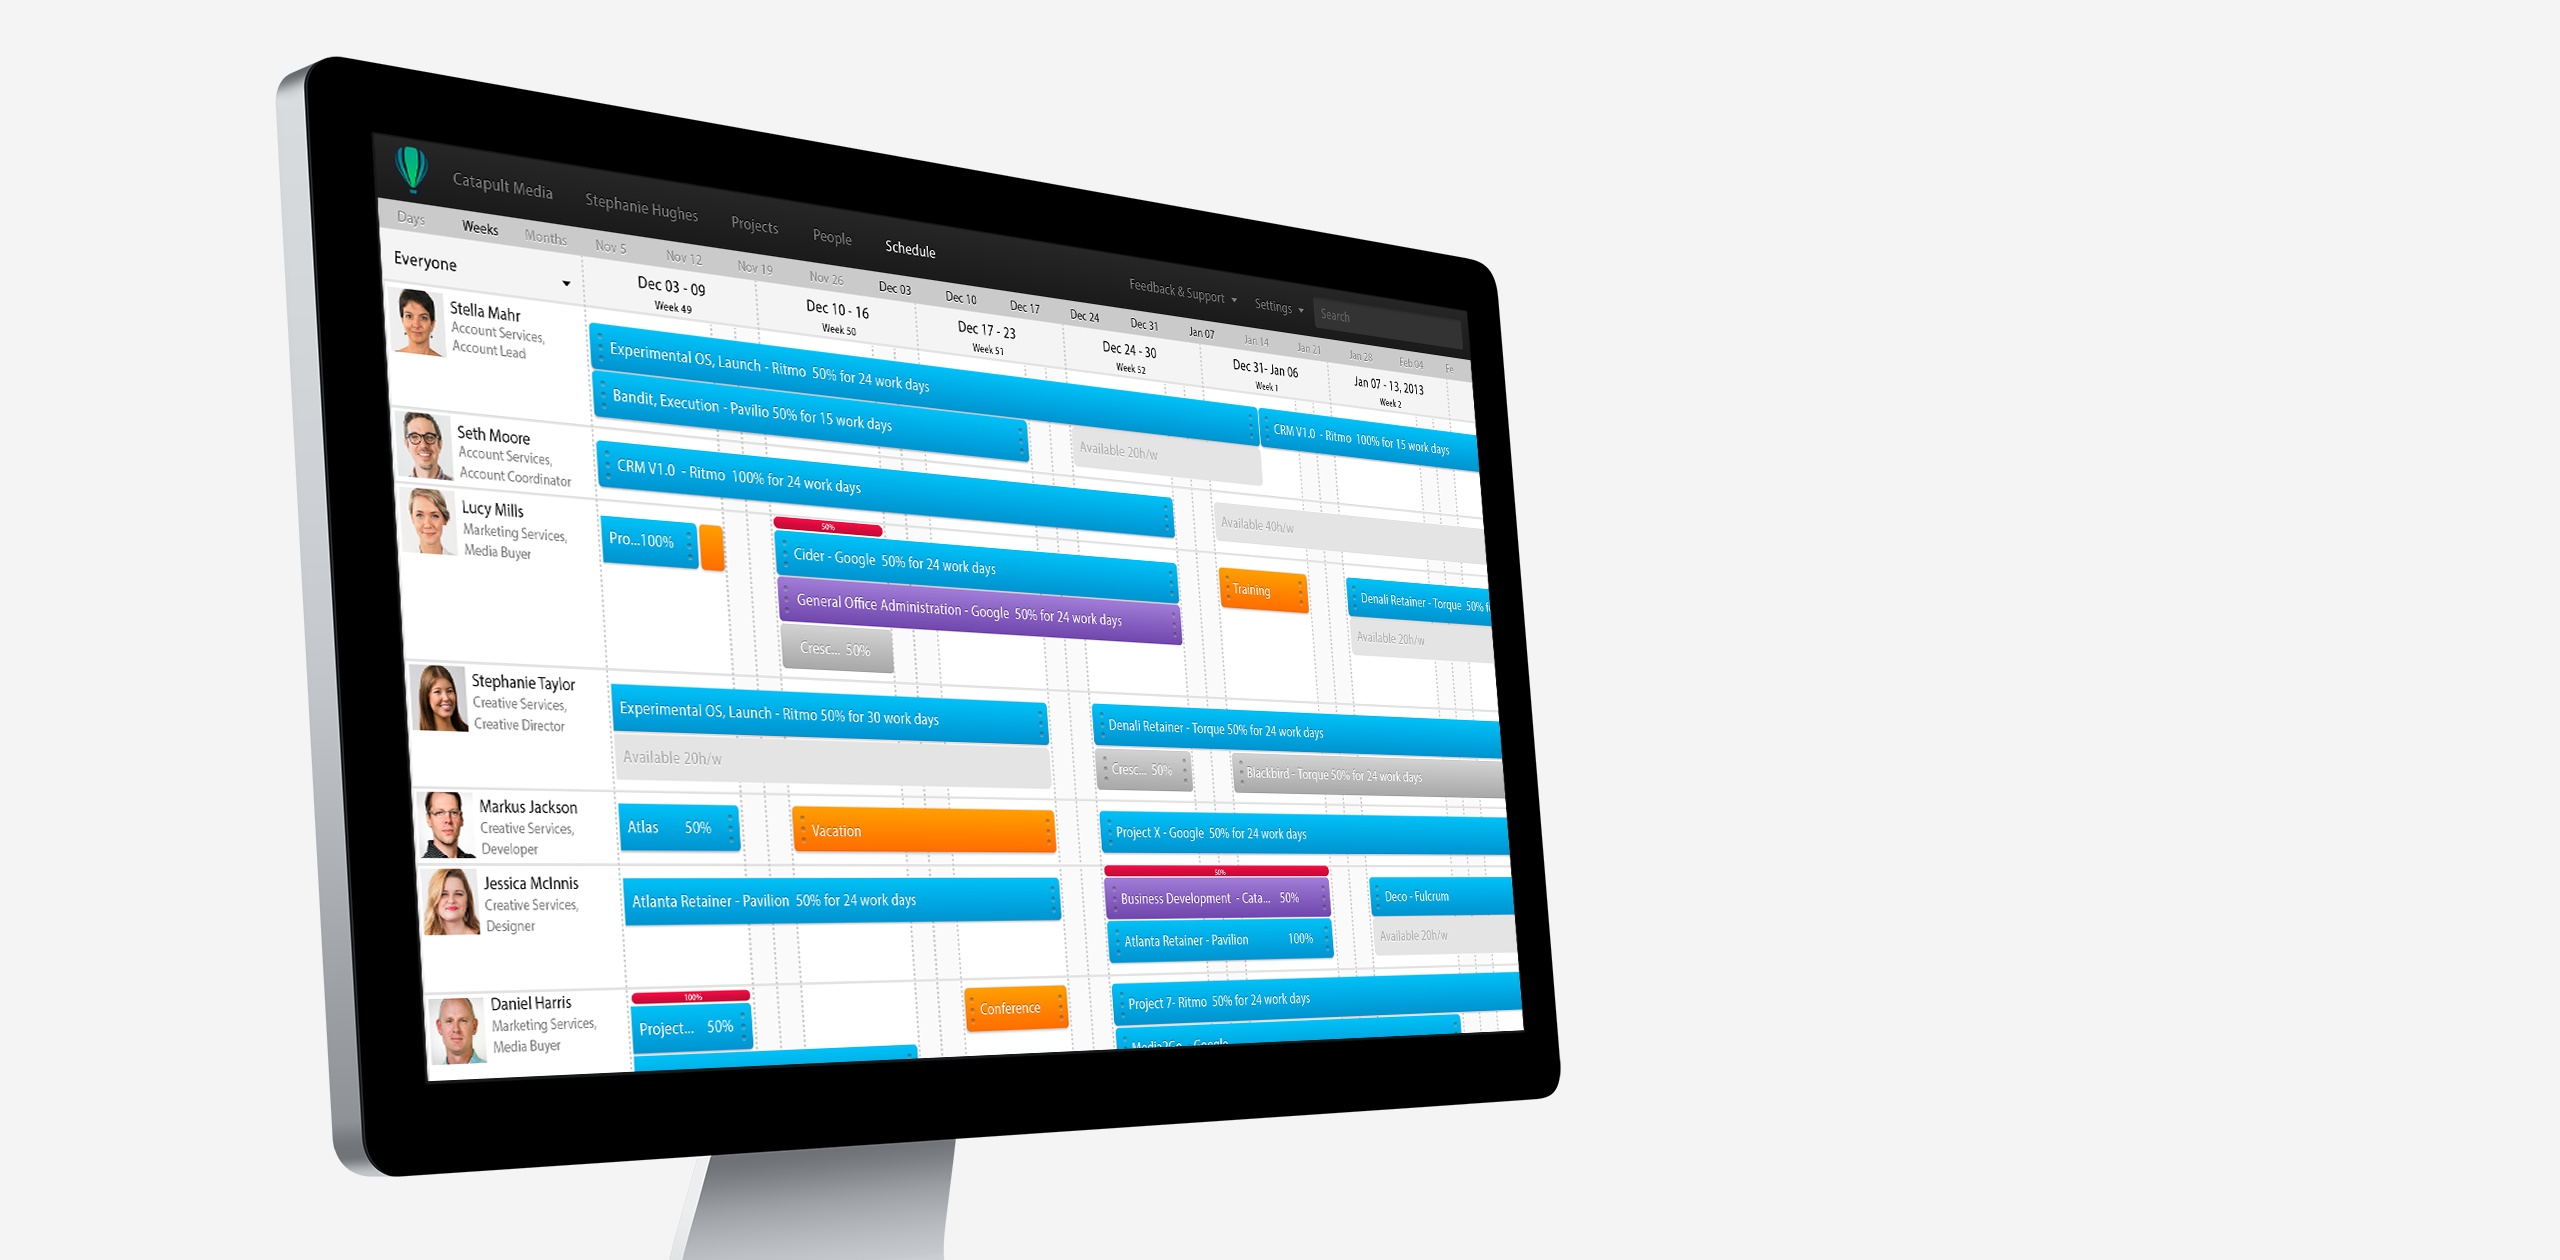 Catapult Media Stephanie Hughes Projects People Schedule Feedback & Support Settings Search
Days Weeks Months Nov 5 Nov 12 Nov 19 Nov 26 Dec 03 Dec 10 Dec 17 Dec 24 Dec 31 Jan 07 Jan 14 Jan 21 Jan 28 Feb 04 Fe
Everyone
Dec 03 - 09 Dec 10 - 16 Dec 17 - 23 Dec 24 - 30 Dec 31- Jan 06 Jan 07 - 13, 2013
Week 49 Week 50 Week 51 Week 52 Week 1 Week 2
Stella Mahr
Account Services,
Account Lead
Experimental OS, Launch - Ritmo 50% for 24 work days
CRM V1.0 - Ritmo 100% for 15 work days
Bandit, Execution - Pavilio 50% for 15 work days
Available 20h/w
Seth Moore
Account Services,
Account Coordinator
CRM V1.0 - Ritmo 100% for 24 work days
Available 40h/w
Lucy Mills
Marketing Services,
Media Buyer
Pro...100%
50%
Cider - Google 50% for 24 work days
Training
Denali Retainer - Torque 50% f
General Office Administration - Google 50% for 24 work days
Available 20h/w
Cresc... 50%
Stephanie Taylor
Creative Services,
Creative Director
Experimental OS, Launch - Ritmo 50% for 30 work days
Denali Retainer - Torque 50% for 24 work days
Available 20h/w
Cresc... 50%
Blackbird - Torque 50% for 24 work days
Markus Jackson
Creative Services,
Developer
Atlas 50%
Vacation
Project X - Google 50% for 24 work days
Jessica McInnis
Creative Services,
Designer
Atlanta Retainer - Pavilion 50% for 24 work days
50%
Business Development - Cata... 50%
Deco - Fulcrum
Atlanta Retainer - Pavilion 100%
Available 20h/w
Daniel Harris
Marketing Services,
Media Buyer
100%
Project... 50%
Conference
Project 7- Ritmo 50% for 24 work days
Media2Go - Google